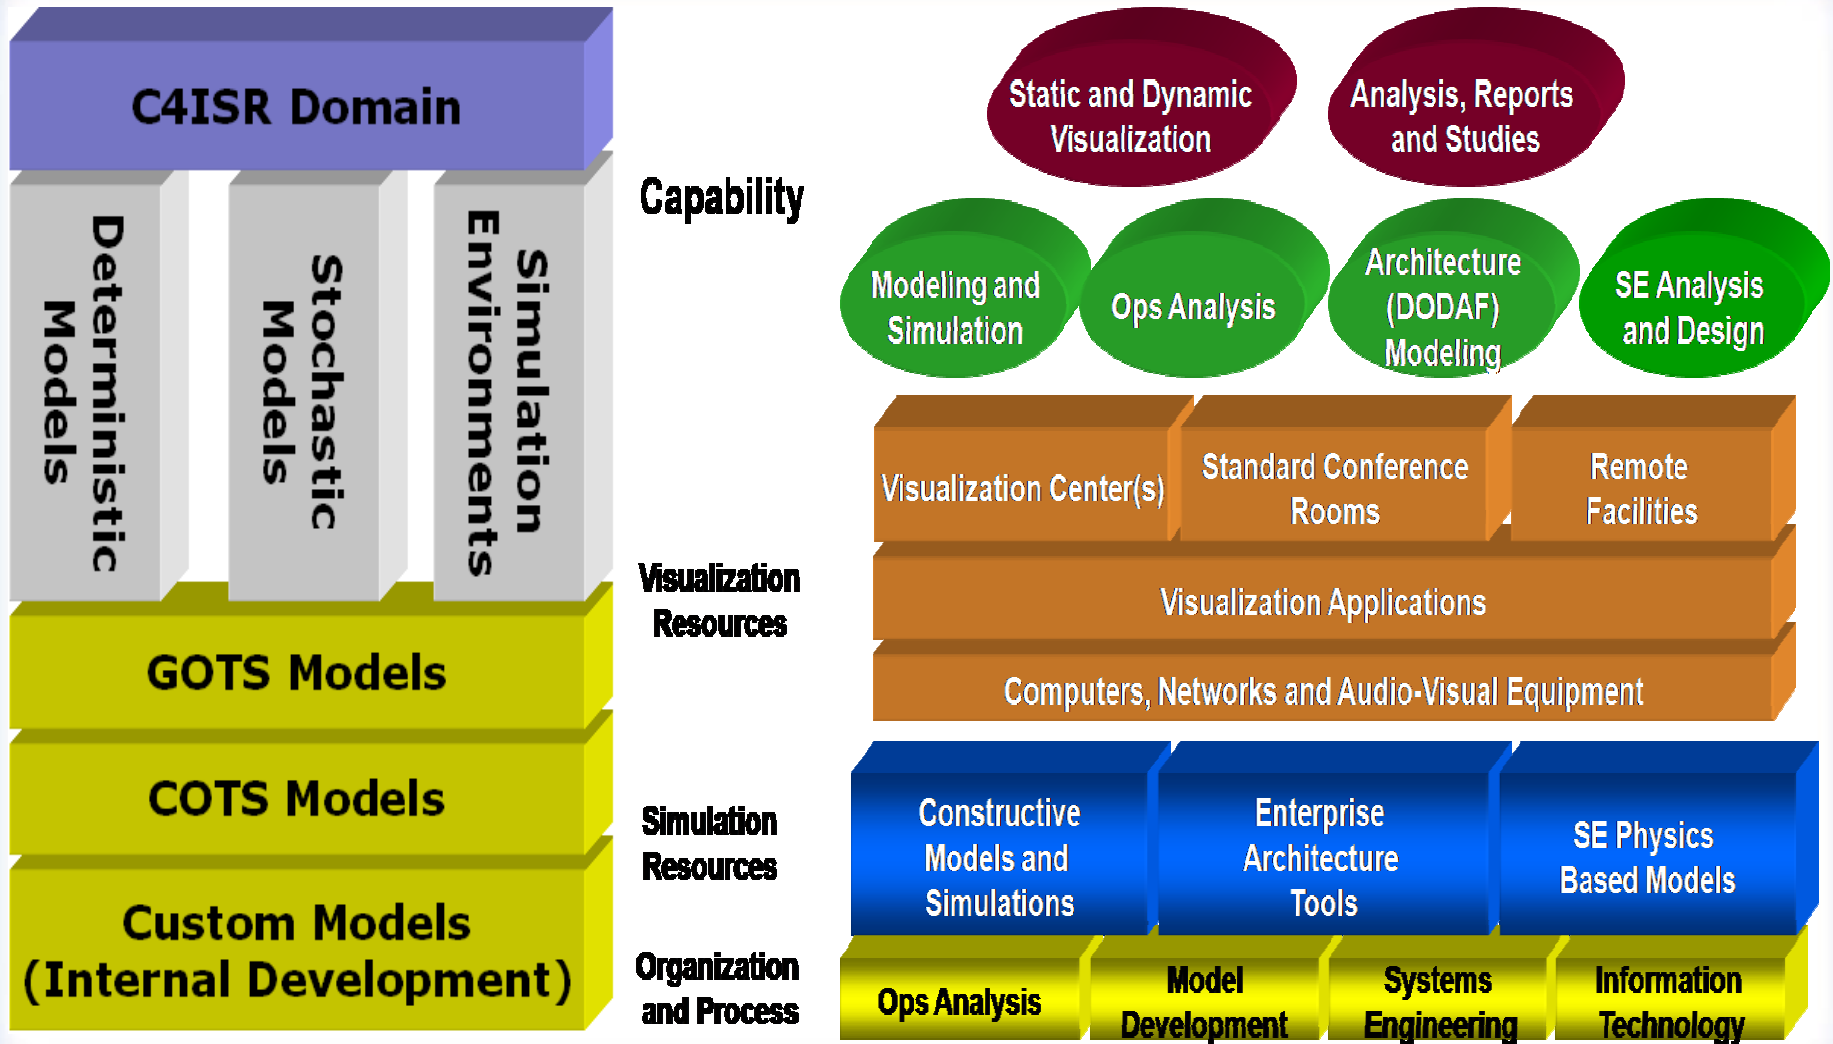 C4ISR Domain
Deterministic
Models
Stochastic
Models
Simulation
Environments
GOTS Models
COTS Models
Custom Models
(Internal Development)
Capability
Visualization
Resources
Simulation
Resources
Organization
and Process
Static and Dynamic
Visualization
Analysis, Reports
and Studies
Modeling and
Simulation
Ops Analysis
Architecture
(DODAF)
Modeling
SE Analysis
and Design
Visualization Center(s)
Standard Conference
Rooms
Remote
Facilities
Visualization Applications
Computers, Networks and Audio-Visual Equipment
Constructive
Models and
Simulations
Enterprise
Architecture
Tools
SE Physics
Based Models
Ops Analysis
Model
Development
Systems
Engineering
Information
Technology